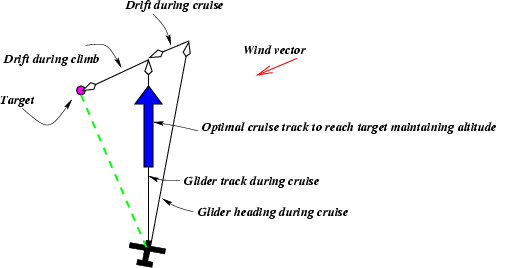 Drift during cruise
Wind vector
Drift during climb
Target
Optimal cruise track to reach target maintaining altitude
Glider track during cruise
Glider heading during cruise